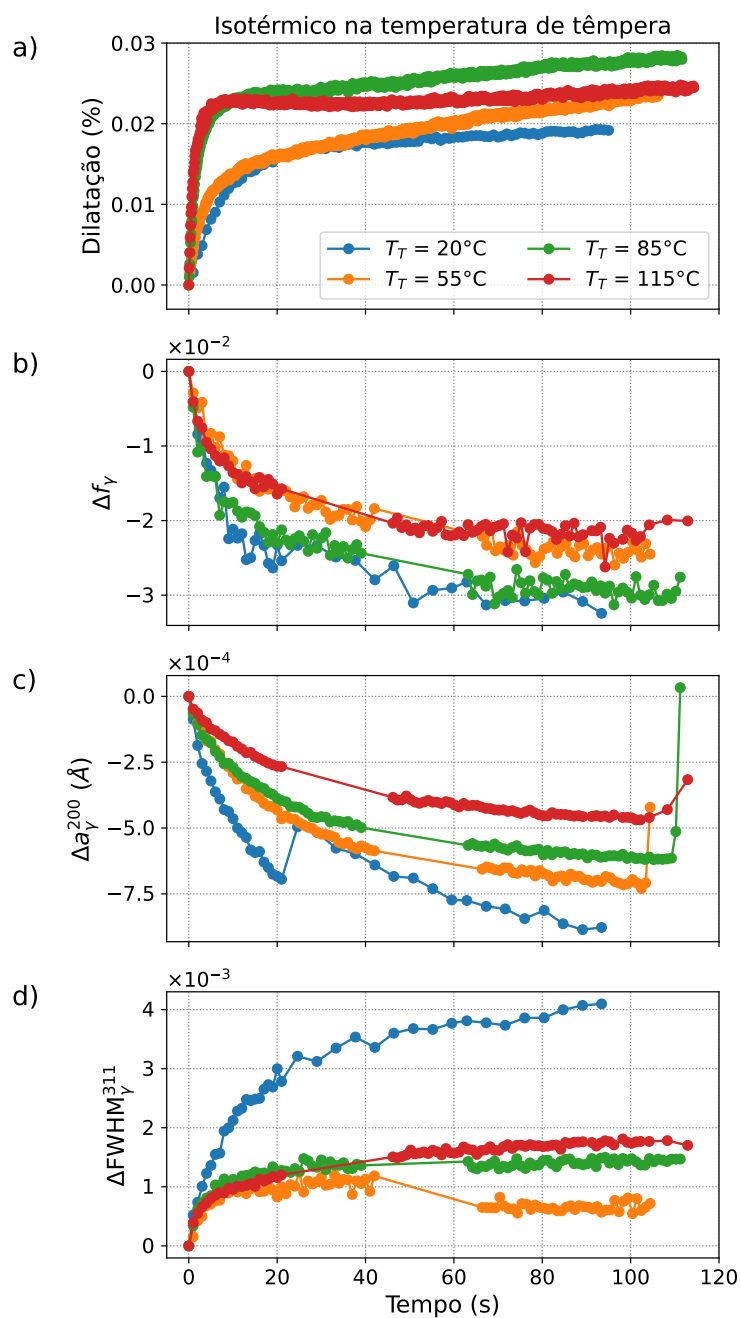 Isotérmico na temperatura de têmpera
a)
Dilatação (%)
0.03
0.02
0.01
0.00
T_T = 20°C
T_T = 55°C
T_T = 85°C
T_T = 115°C
b)
×10⁻²
Δf_γ
0
−1
−2
−3
c)
×10⁻⁴
Δa_γ^200 (Å)
0.0
−2.5
−5.0
−7.5
d)
×10⁻³
ΔFWHM_γ^311
4
3
2
1
0
0 20 40 60 80 100 120
Tempo (s)